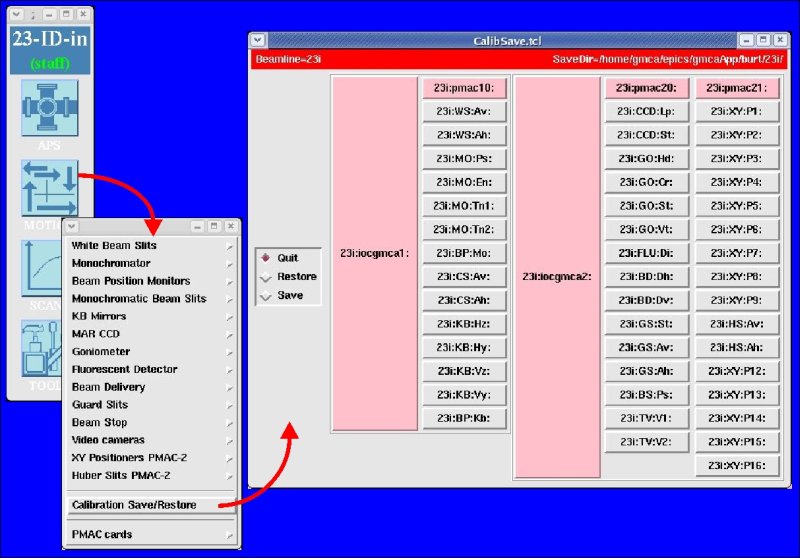 23-ID-in
(staff)
APS
MOTIO
SCAN
TOOL
White Beam Slits
Monochromator
Beam Position Monitors
Monochromatic Beam Slits
KB Mirrors
MAR CCD
Goniometer
Fluorescent Detector
Beam Delivery
Guard Slits
Beam Stop
Video cameras
XY Positioners PMAC-2
Huber Slits PMAC-2
Calibration Save/Restore
PMAC cards
CalibSave.tcl
Beamline=23i
SaveDir=/home/gmca/epics/gmcaApp/burt/23i/
Quit
Restore
Save
23i:iocgmca1:
23i:pmac10:
23i:WS:Av:
23i:WS:Ah:
23i:MO:Ps:
23i:MO:En:
23i:MO:Tn1:
23i:MO:Tn2:
23i:BP:Mo:
23i:CS:Av:
23i:CS:Ah:
23i:KB:Hz:
23i:KB:Hy:
23i:KB:Vz:
23i:KB:Vy:
23i:BP:Kb:
23i:iocgmca2:
23i:pmac20:
23i:CCD:Lp:
23i:CCD:St:
23i:GO:Hd:
23i:GO:Cr:
23i:GO:St:
23i:GO:Vt:
23i:FLU:Di:
23i:BD:Dh:
23i:BD:Dv:
23i:GS:St:
23i:GS:Av:
23i:GS:Ah:
23i:BS:Ps:
23i:TV:V1:
23i:TV:V2:
23i:pmac21:
23i:XY:P1:
23i:XY:P2:
23i:XY:P3:
23i:XY:P4:
23i:XY:P5:
23i:XY:P6:
23i:XY:P7:
23i:XY:P8:
23i:XY:P9:
23i:HS:Av:
23i:HS:Ah:
23i:XY:P12:
23i:XY:P13:
23i:XY:P14:
23i:XY:P15:
23i:XY:P16: